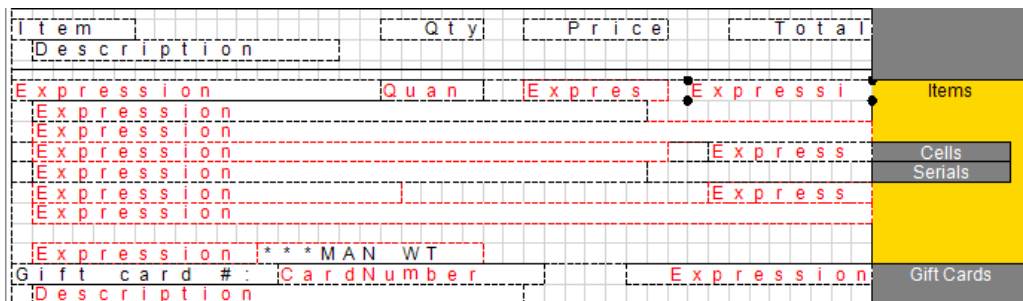 Item Qty Price Total
Description
Expression Quan Expres Expressi Items
Expression
Expression
Expression Express Cells
Expression Serials
Expression Express
Expression
Expression ***MAN WT
Gift card #: CardNumber Expression Gift Cards
Description